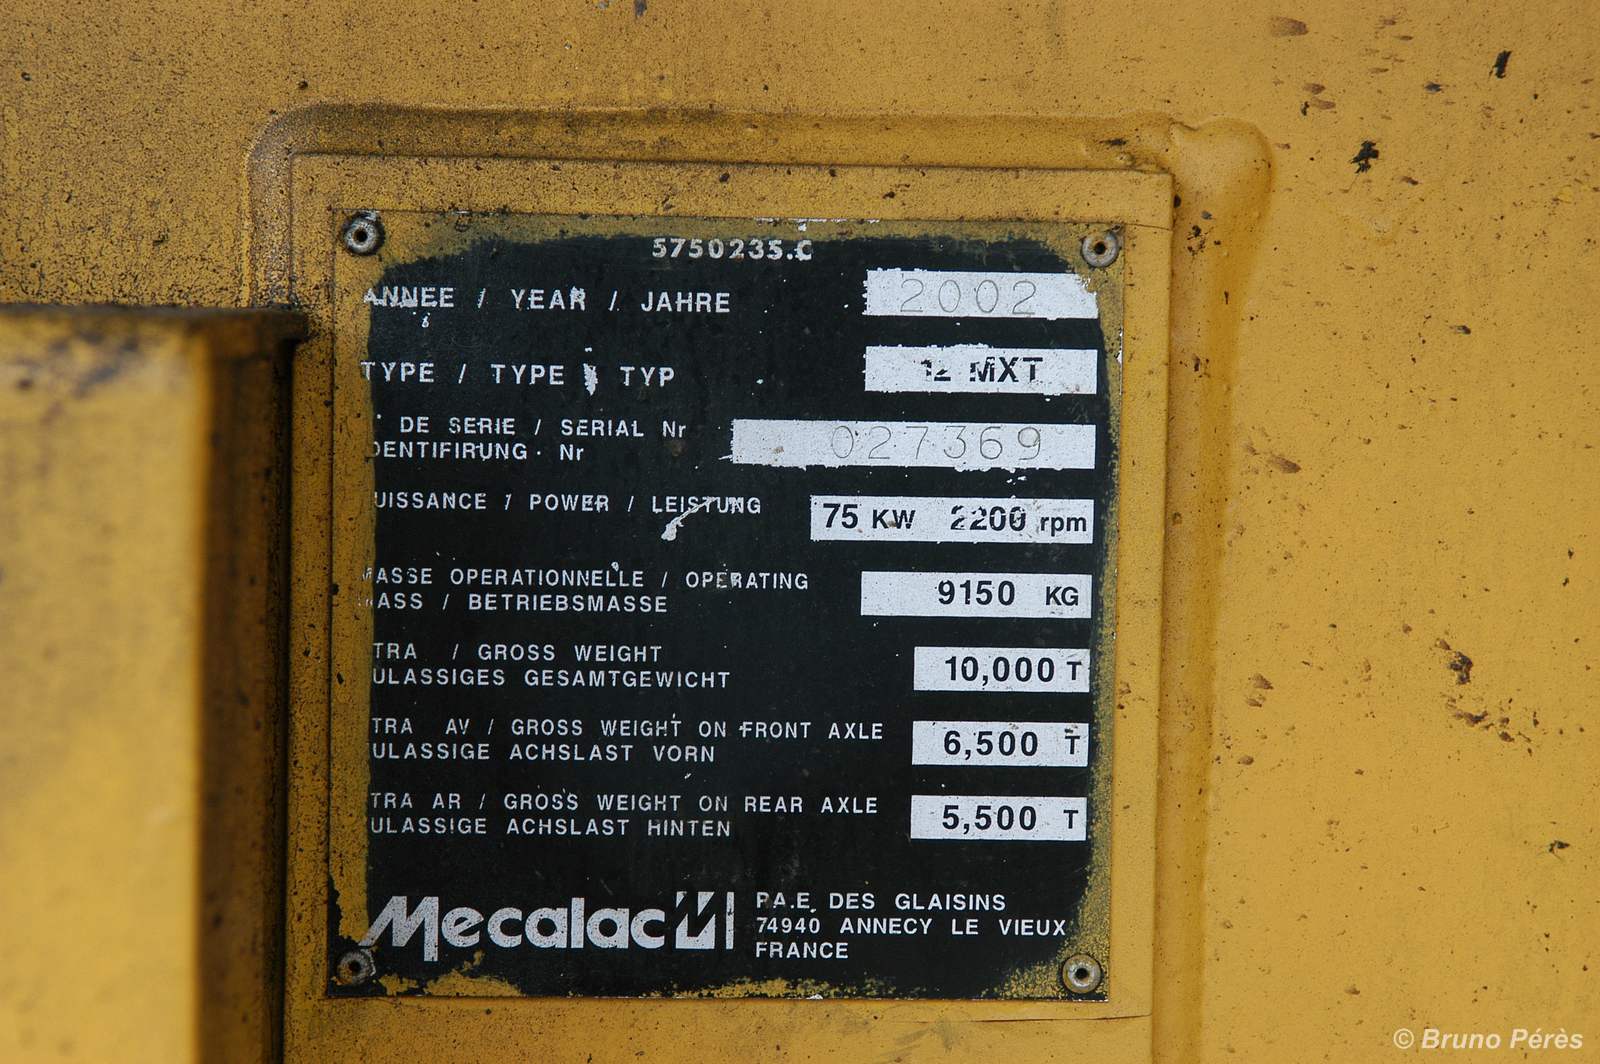 5750235.C
ANNEE / YEAR / JAHRE 2002
TYPE / TYPE / TYP 12 MXT
DE SERIE / SERIAL Nr 027369
DENTIFIRUNG Nr
UISSANCE / POWER / LEISTUNG 75 KW 2200 rpm
MASSE OPERATIONNELLE / OPERATING 9150 KG
MASS / BETRIEBSMASSE
TRA / GROSS WEIGHT 10,000 T
ULASSIGES GESAMTGEWICHT
TRA AV / GROSS WEIGHT ON FRONT AXLE 6,500 T
ULASSIGE ACHSLAST VORN
TRA AR / GROSS WEIGHT ON REAR AXLE 5,500 T
ULASSIGE ACHSLAST HINTEN
Mecalac
P.A.E. DES GLAISINS
74940 ANNECY LE VIEUX
FRANCE
© Bruno Pérès